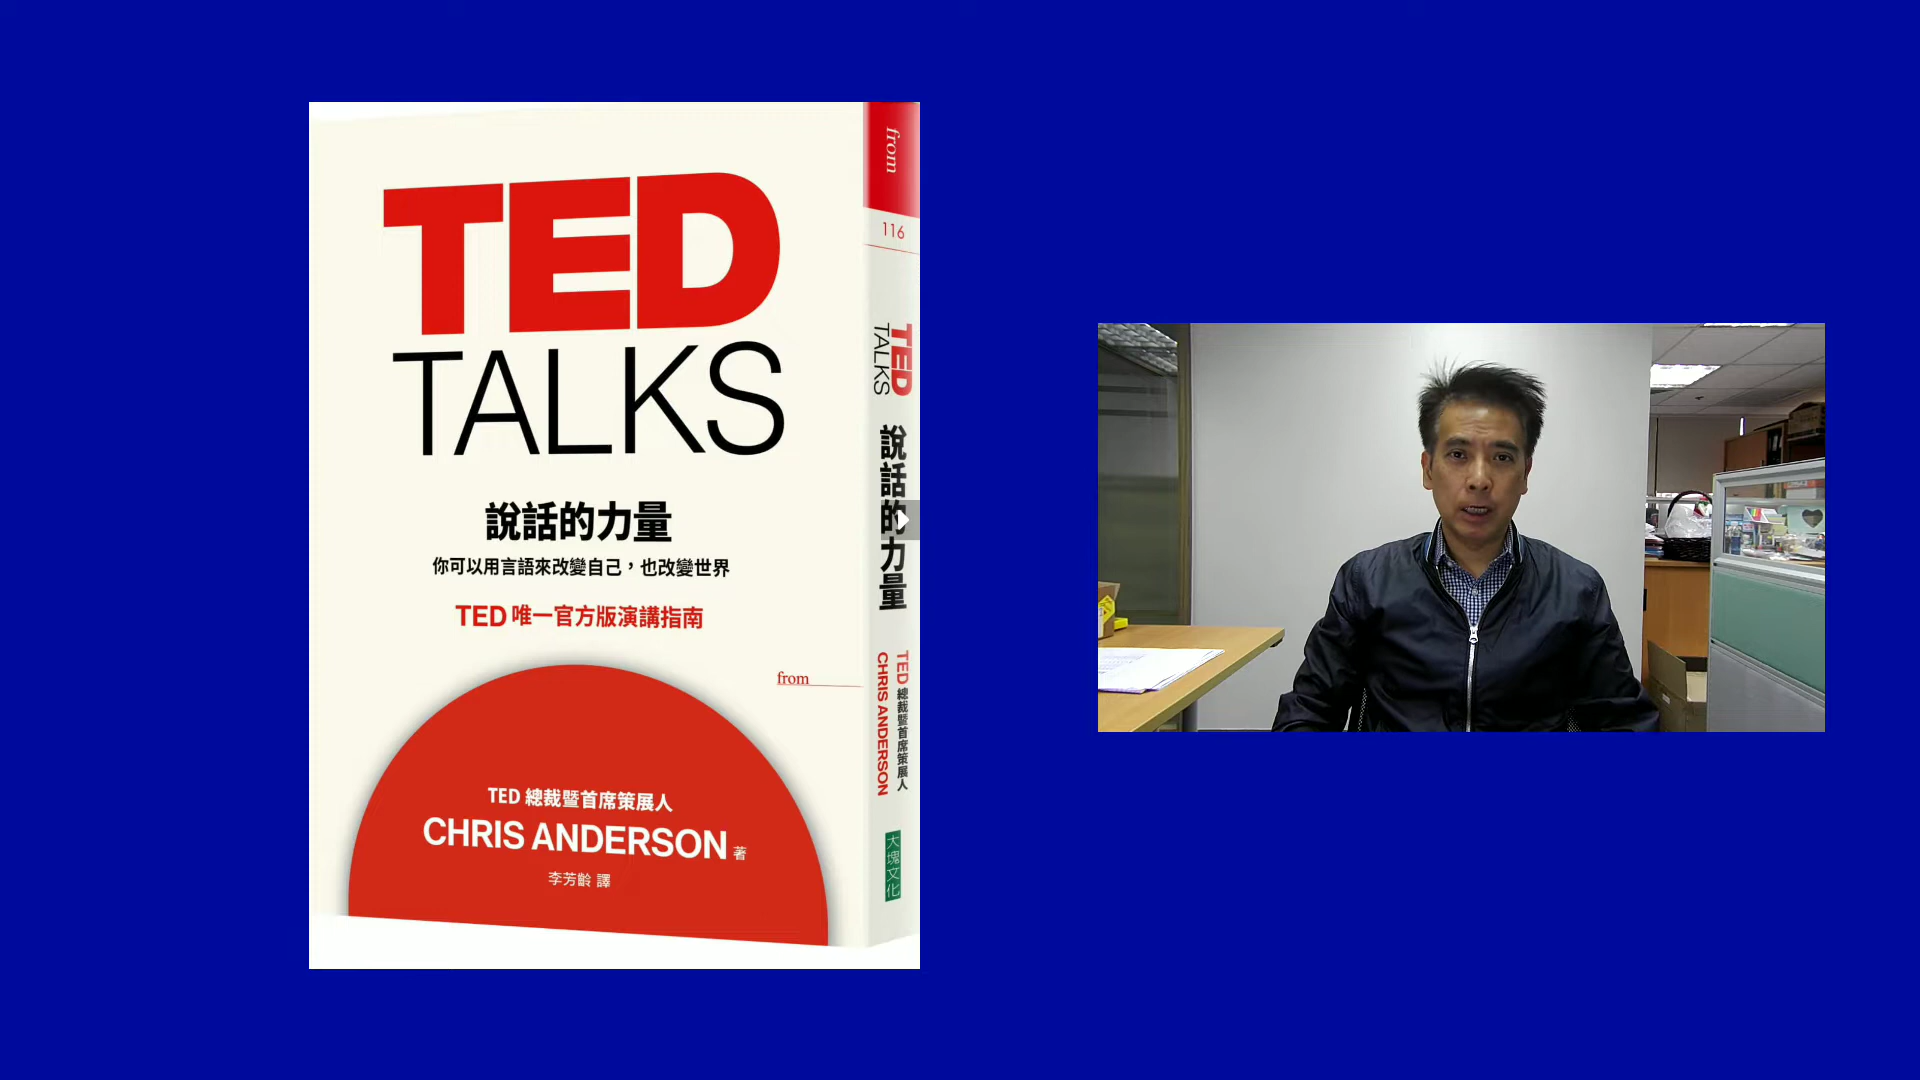 TED
TALKS
說話的力量
你可以用言語來改變自己，也改變世界
TED 唯一官方版演講指南
from
TED 總裁暨首席策展人
CHRIS ANDERSON 著
李芳齡 譯
from
116
TED
TALKS
說話的力量
TED 總裁暨首席策展人
CHRIS ANDERSON
大塊文化